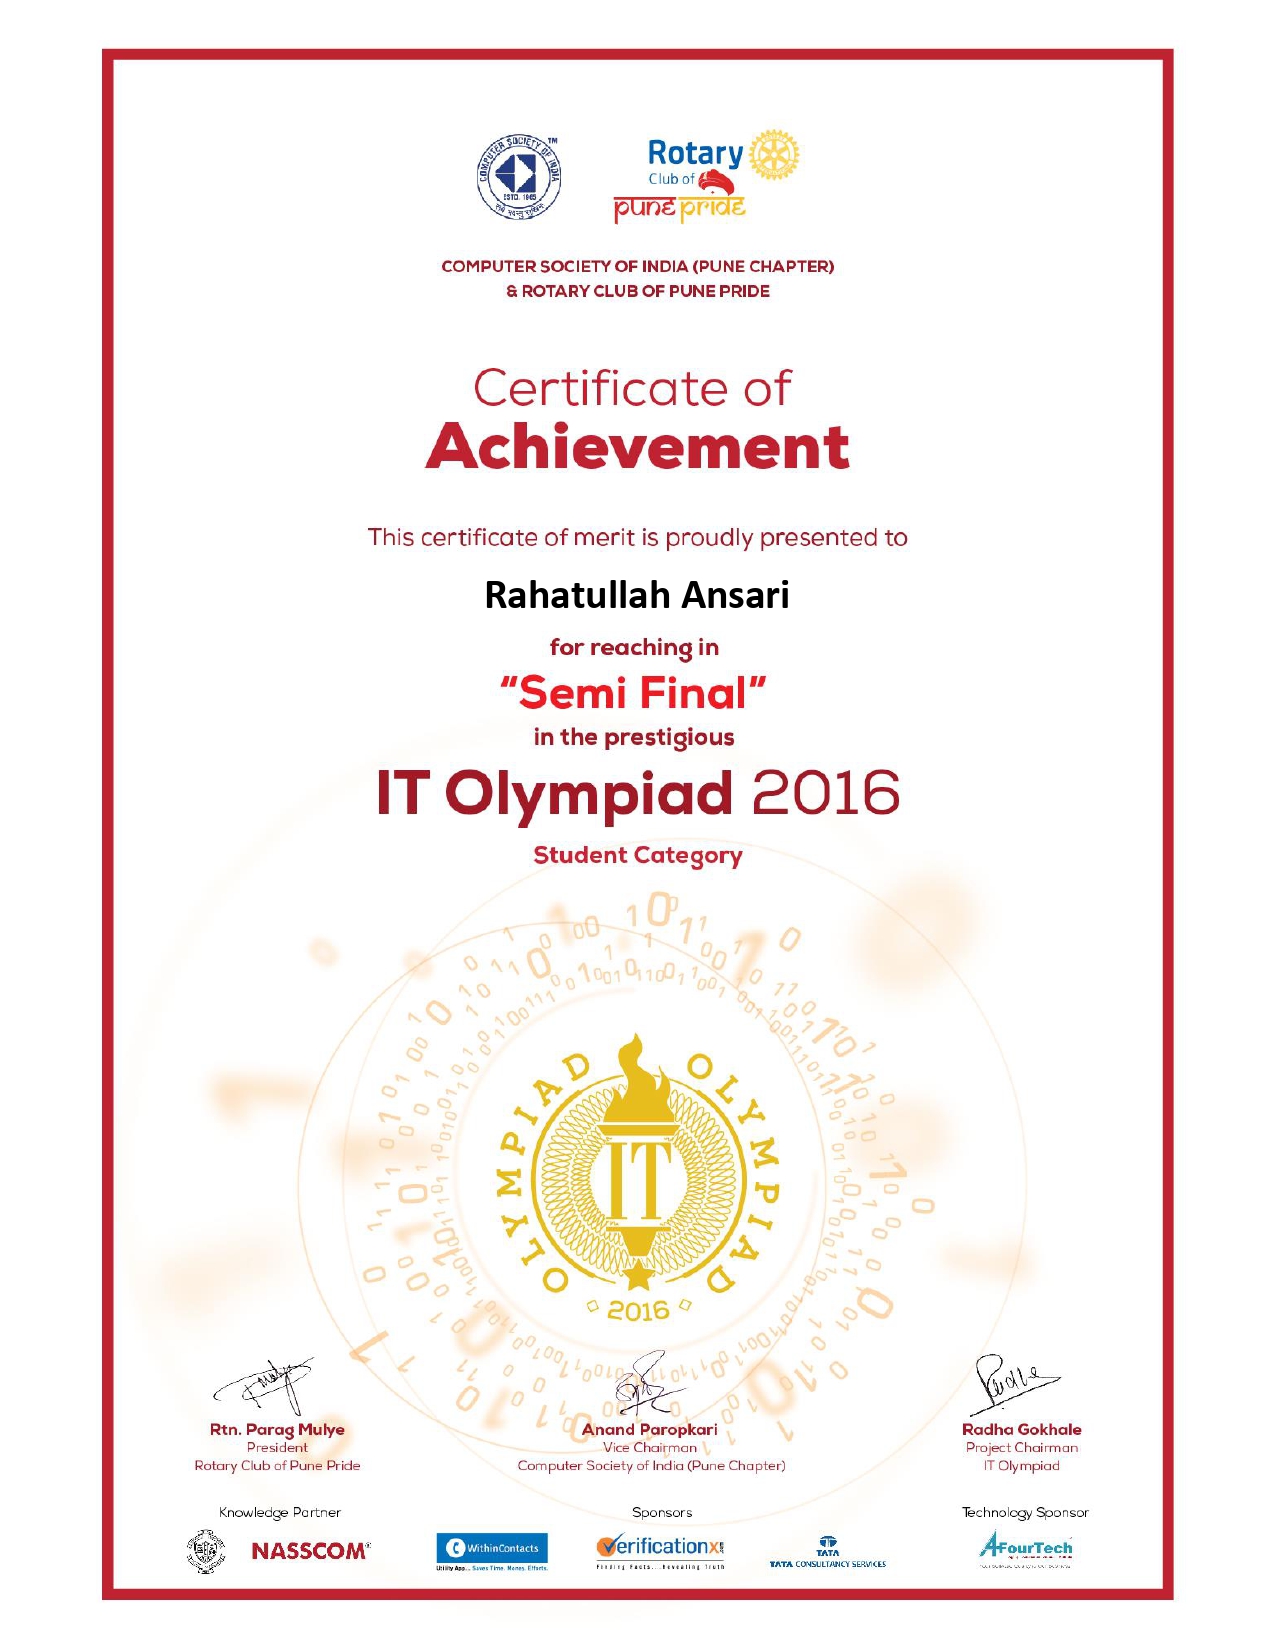 COMPUTER SOCIETY OF INDIA
TM
ESTD. 1965
Rotary
Club of
pune pride
COMPUTER SOCIETY OF INDIA (PUNE CHAPTER)
& ROTARY CLUB OF PUNE PRIDE
Certificate of
Achievement
This certificate of merit is proudly presented to
Rahatullah Ansari
for reaching in
“Semi Final”
in the prestigious
IT Olympiad 2016
Student Category
OLYMPIAD OLYMPIAD
IT
2016
Rtn. Parag Mulye
President
Rotary Club of Pune Pride
Anand Paropkari
Vice Chairman
Computer Society of India (Pune Chapter)
Radha Gokhale
Project Chairman
IT Olympiad
Knowledge Partner
Sponsors
Technology Sponsor
NASSCOM®
WithinContacts
Utility App... Saves Time. Money. Efforts.
Verificationx
Finding Facts....Revealing Truth
TATA
TATA CONSULTANCY SERVICES
AFourTech